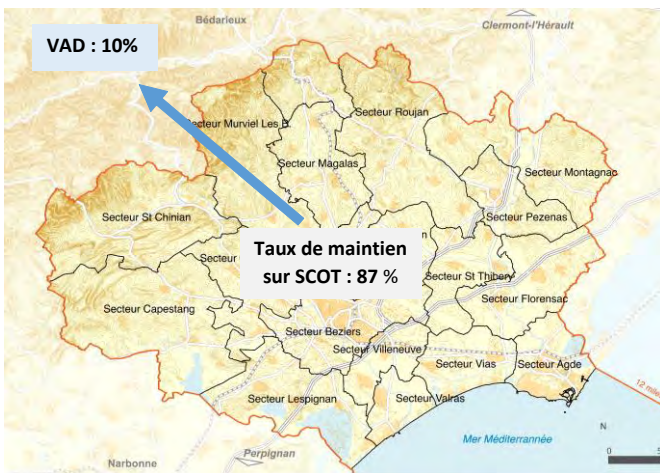 Bédarieux
Clermont-l'Hérault
VAD : 10%
Secteur Roujan
Secteur Murviel Les B.
Secteur Magalas
Secteur Montagnac
Secteur St Chinian
Secteur Pezenas
Taux de maintien
sur SCOT : 87 %
Secteur St Thibery
Secteur Capestang
Secteur Florensac
Secteur Beziers
Secteur Villeneuve
Secteur Vias
Secteur Agde
Secteur Lespignan
Secteur Valras
12 miles
Mer Méditerrannée
N
Narbonne
Perpignan
0